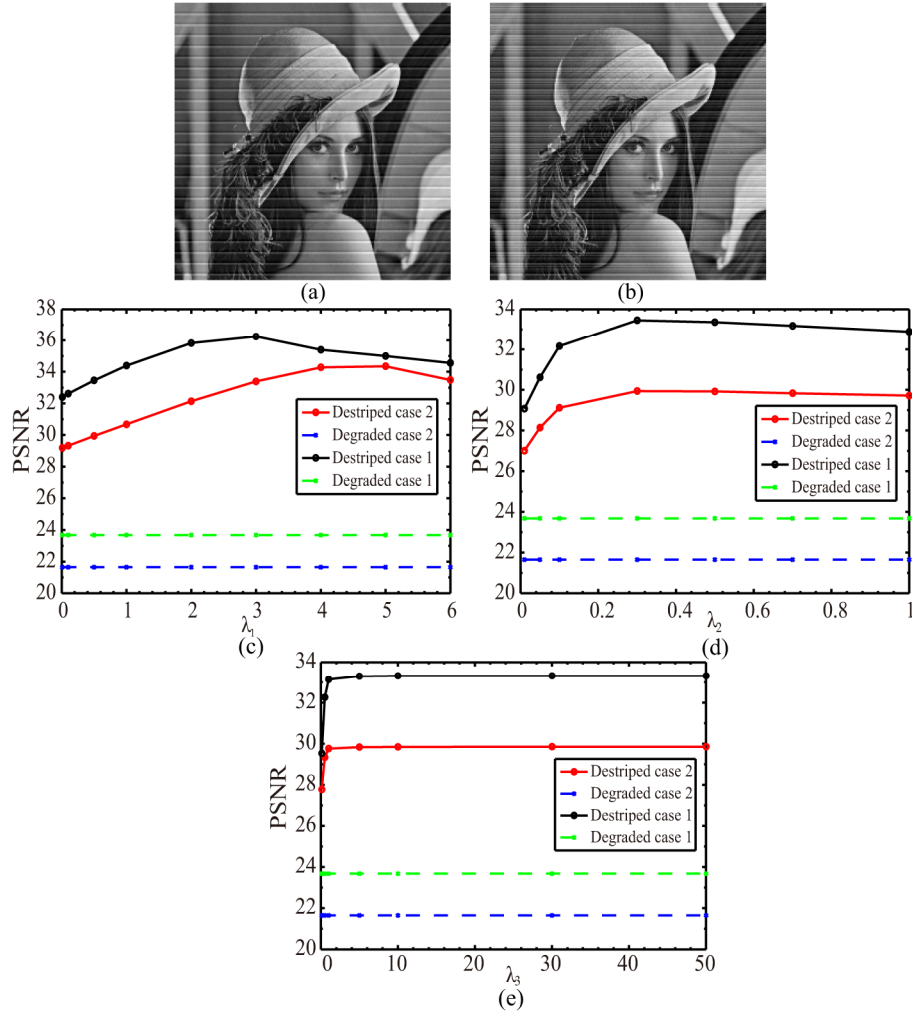 (a)
(b)
38
36
34
32
30
28
26
24
22
20
PSNR
Destriped case 2
Degraded case 2
Destriped case 1
Degraded case 1
0 1 2 3 4 5 6
λ1
(c)
34
32
30
28
26
24
22
20
PSNR
Destriped case 2
Degraded case 2
Destriped case 1
Degraded case 1
0 0.2 0.4 0.6 0.8 1
λ2
(d)
34
32
30
28
26
24
22
20
PSNR
Destriped case 2
Degraded case 2
Destriped case 1
Degraded case 1
0 10 20 30 40 50
λ3
(e)